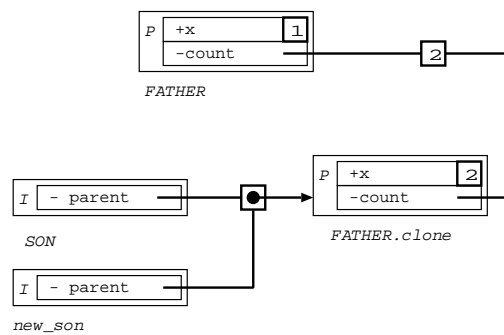 P +x 1
-count 2
FATHER
P +x 2
I - parent
-count
SON
FATHER.clone
I - parent
new_son